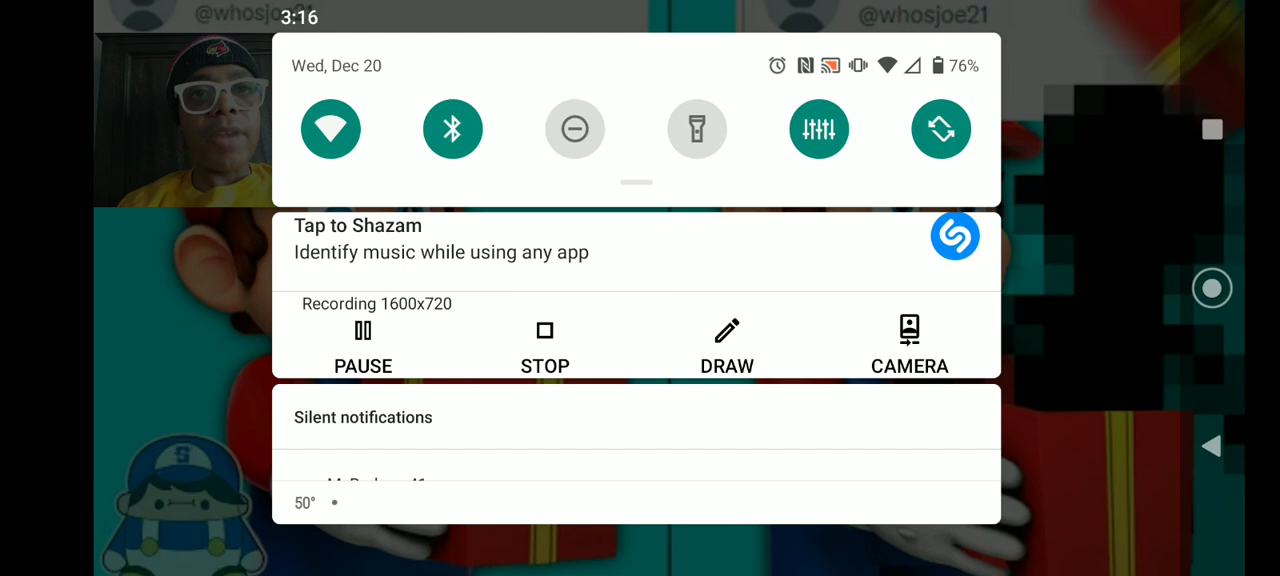 @whosjoe21
@whosjoe21
3:16
Wed, Dec 20
76%
Tap to Shazam
Identify music while using any app
Recording 1600x720
PAUSE
STOP
DRAW
CAMERA
Silent notifications
50° •